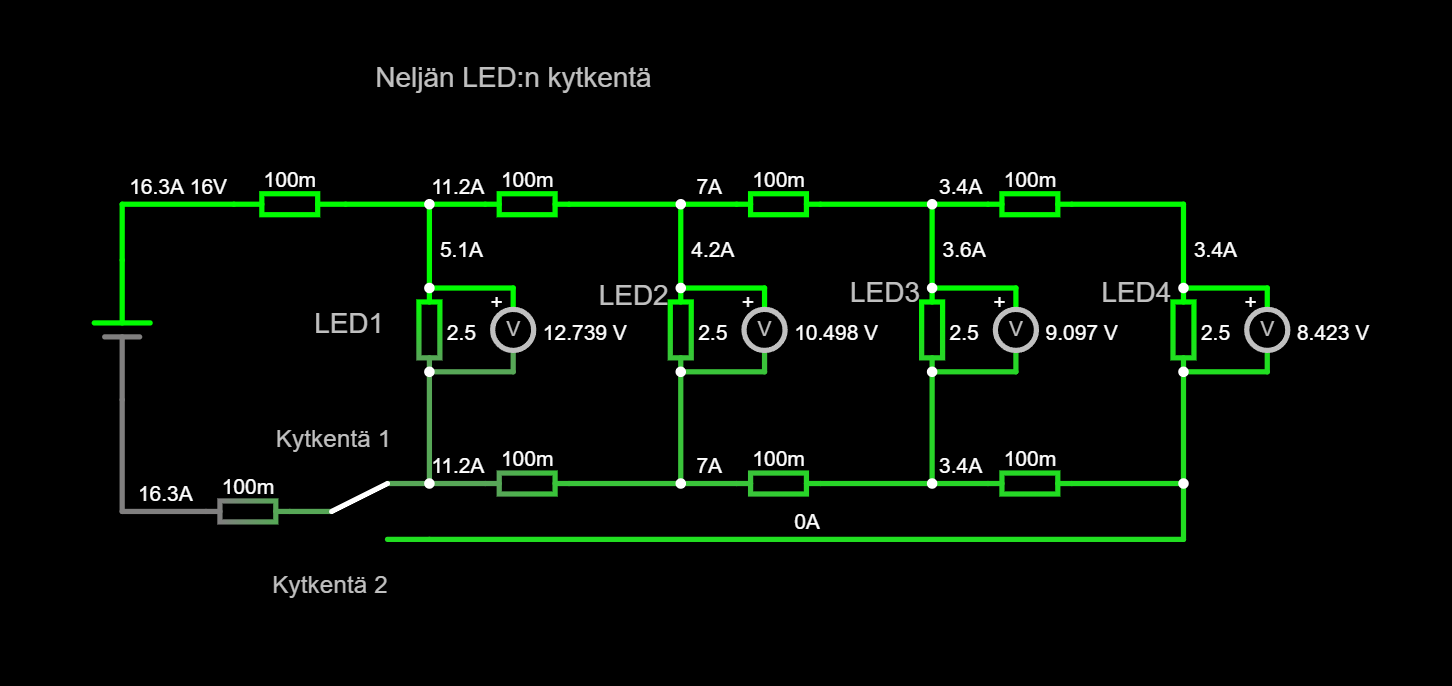 Neljän LED:n kytkentä
16.3A 16V
100m
11.2A
100m
7A
100m
3.4A
100m
5.1A
4.2A
3.6A
3.4A
LED1
2.5
+
V
12.739 V
LED2
2.5
+
V
10.498 V
LED3
2.5
+
V
9.097 V
LED4
2.5
+
V
8.423 V
Kytkentä 1
11.2A
100m
7A
100m
3.4A
100m
16.3A
100m
0A
Kytkentä 2